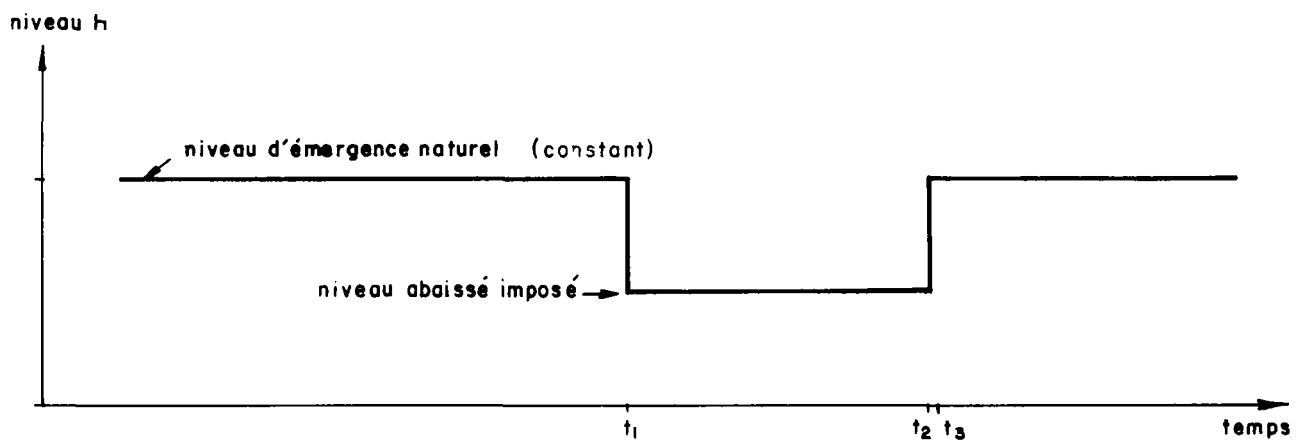 niveau h
niveau d'émergence naturel (constant)
niveau abaissé imposé
t1
t2
t3
temps